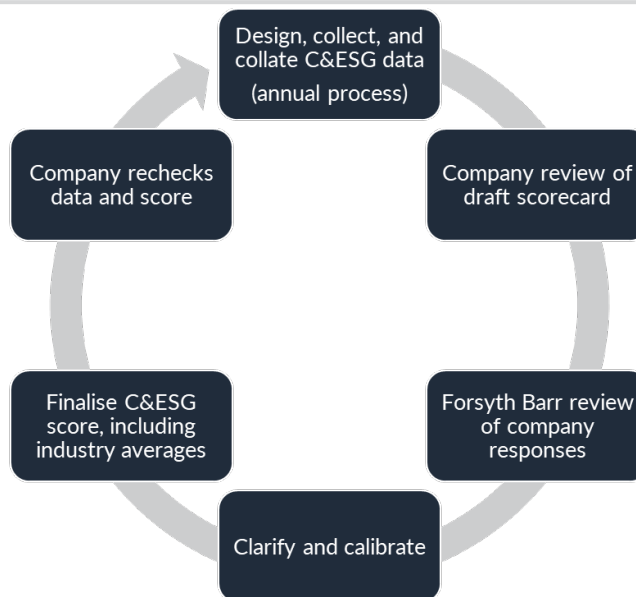 Design, collect, and
collate C&ESG data
(annual process)
Company review of
draft scorecard
Forsyth Barr review
of company
responses
Clarify and calibrate
Finalise C&ESG
score, including
industry averages
Company rechecks
data and score